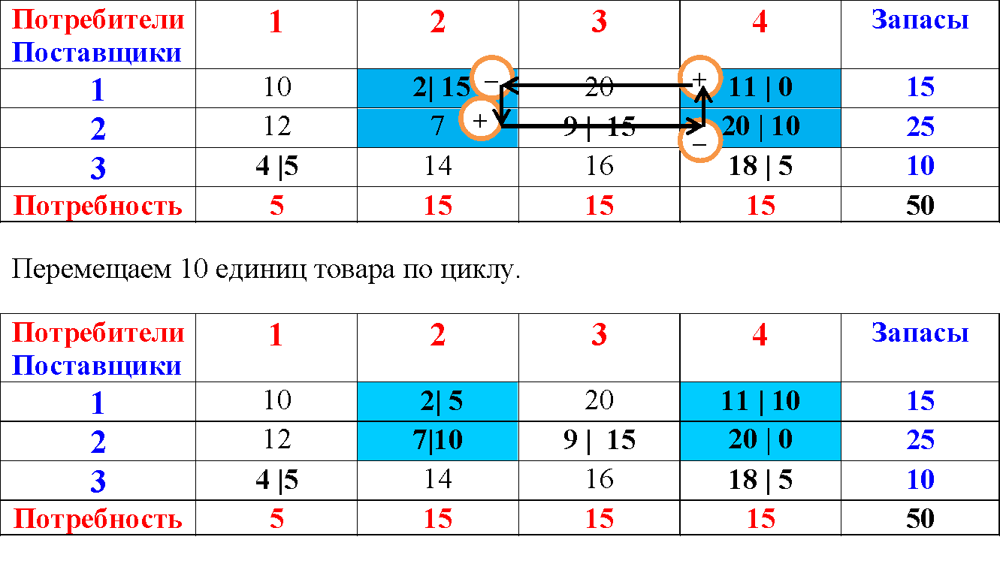 Потребители 1 2 3 4 Запасы
Поставщики
1 10 2| 15 – 20 + 11 | 0 15
2 12 7 + 9 | 15 – 20 | 10 25
3 4 |5 14 16 18 | 5 10
Потребность 5 15 15 15 50
Перемещаем 10 единиц товара по циклу.
Потребители 1 2 3 4 Запасы
Поставщики
1 10 2| 5 20 11 | 10 15
2 12 7|10 9 | 15 20 | 0 25
3 4 |5 14 16 18 | 5 10
Потребность 5 15 15 15 50